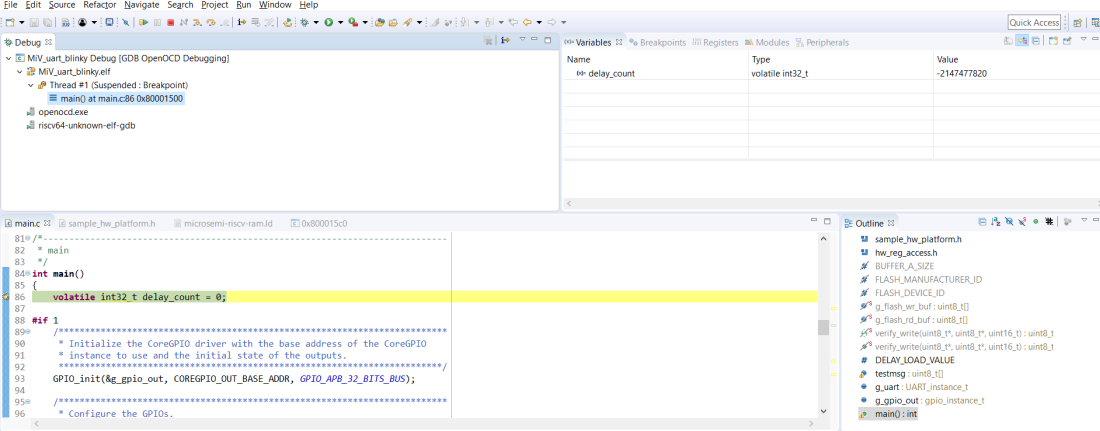 File Edit Source Refactor Navigate Search Project Run Window Help
Quick Access
Debug
MiV_uart_blinky Debug [GDB OpenOCD Debugging]
MiV_uart_blinky.elf
Thread #1 (Suspended : Breakpoint)
main() at main.c:86 0x80001500
openocd.exe
riscv64-unknown-elf-gdb
(x)= Variables Breakpoints Registers Modules Peripherals
Name Type Value
(x)= delay_count volatile int32_t -2147477820
main.c sample_hw_platform.h microsemi-riscv-ram.ld 0x800015c0
81 /*-----------------------------------------------------------------------------
82 * main
83 */
84 int main()
85 {
86 volatile int32_t delay_count = 0;
87
88 #if 1
89 /**************************************************************************
90 * Initialize the CoreGPIO driver with the base address of the CoreGPIO
91 * instance to use and the initial state of the outputs.
92 **************************************************************************/
93 GPIO_init(&g_gpio_out, COREGPIO_OUT_BASE_ADDR, GPIO_APB_32_BITS_BUS);
94
95 /**************************************************************************
96 * Configure the GPIOs.
Outline
sample_hw_platform.h
hw_reg_access.h
BUFFER_A_SIZE
FLASH_MANUFACTURER_ID
FLASH_DEVICE_ID
g_flash_wr_buf : uint8_t[]
g_flash_rd_buf : uint8_t[]
verify_write(uint8_t*, uint8_t*, uint16_t) : uint8_t
verify_write(uint8_t*, uint8_t*, uint16_t) : uint8_t
# DELAY_LOAD_VALUE
testmsg : uint8_t[]
g_uart : UART_instance_t
g_gpio_out : gpio_instance_t
main() : int